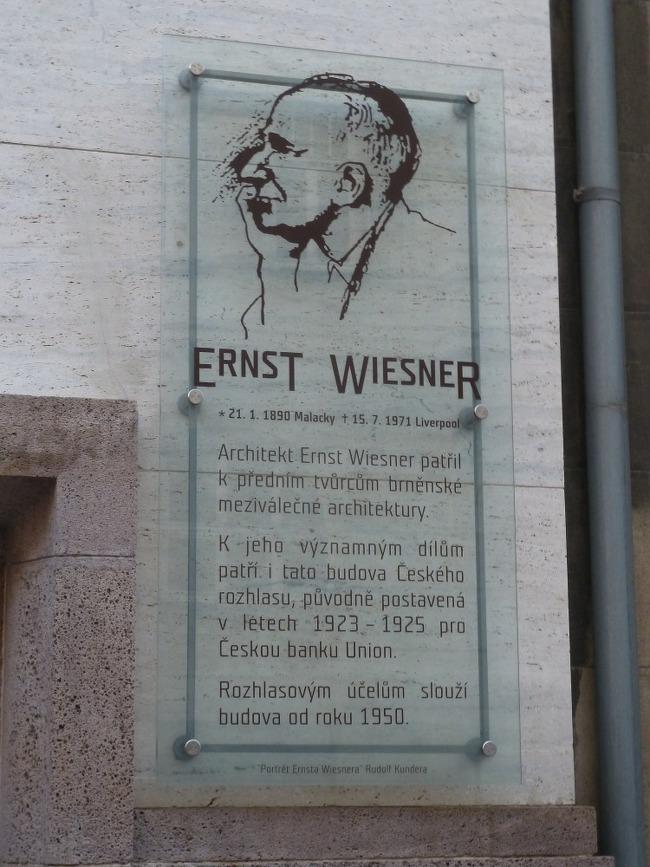 ERNST WIESNER
* 21. 1. 1890 Malacky † 15. 7. 1971 Liverpool
Architekt Ernst Wiesner patřil
k předním tvůrcům brněnské
meziválečné architektury.
K jeho významným dílům
patří i tato budova Českého
rozhlasu, původně postavená
v letech 1923 – 1925 pro
Českou banku Union.
Rozhlasovým účelům slouží
budova od roku 1950.
"Portrét Ernsta Wiesnera" Rudolf Kundera